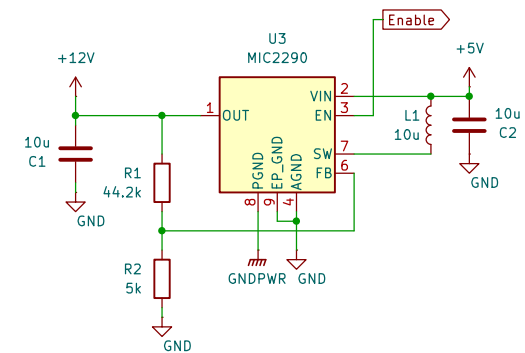 Enable
U3
MIC2290
+12V
+5V
VIN 2
1 OUT
EN 3
10u
C1
L1
10u
10u
C2
SW 7
FB 6
R1
44.2k
PGND
EP_GND
AGND
GND
8
9
4
GND
R2
5k
GNDPWR
GND
GND